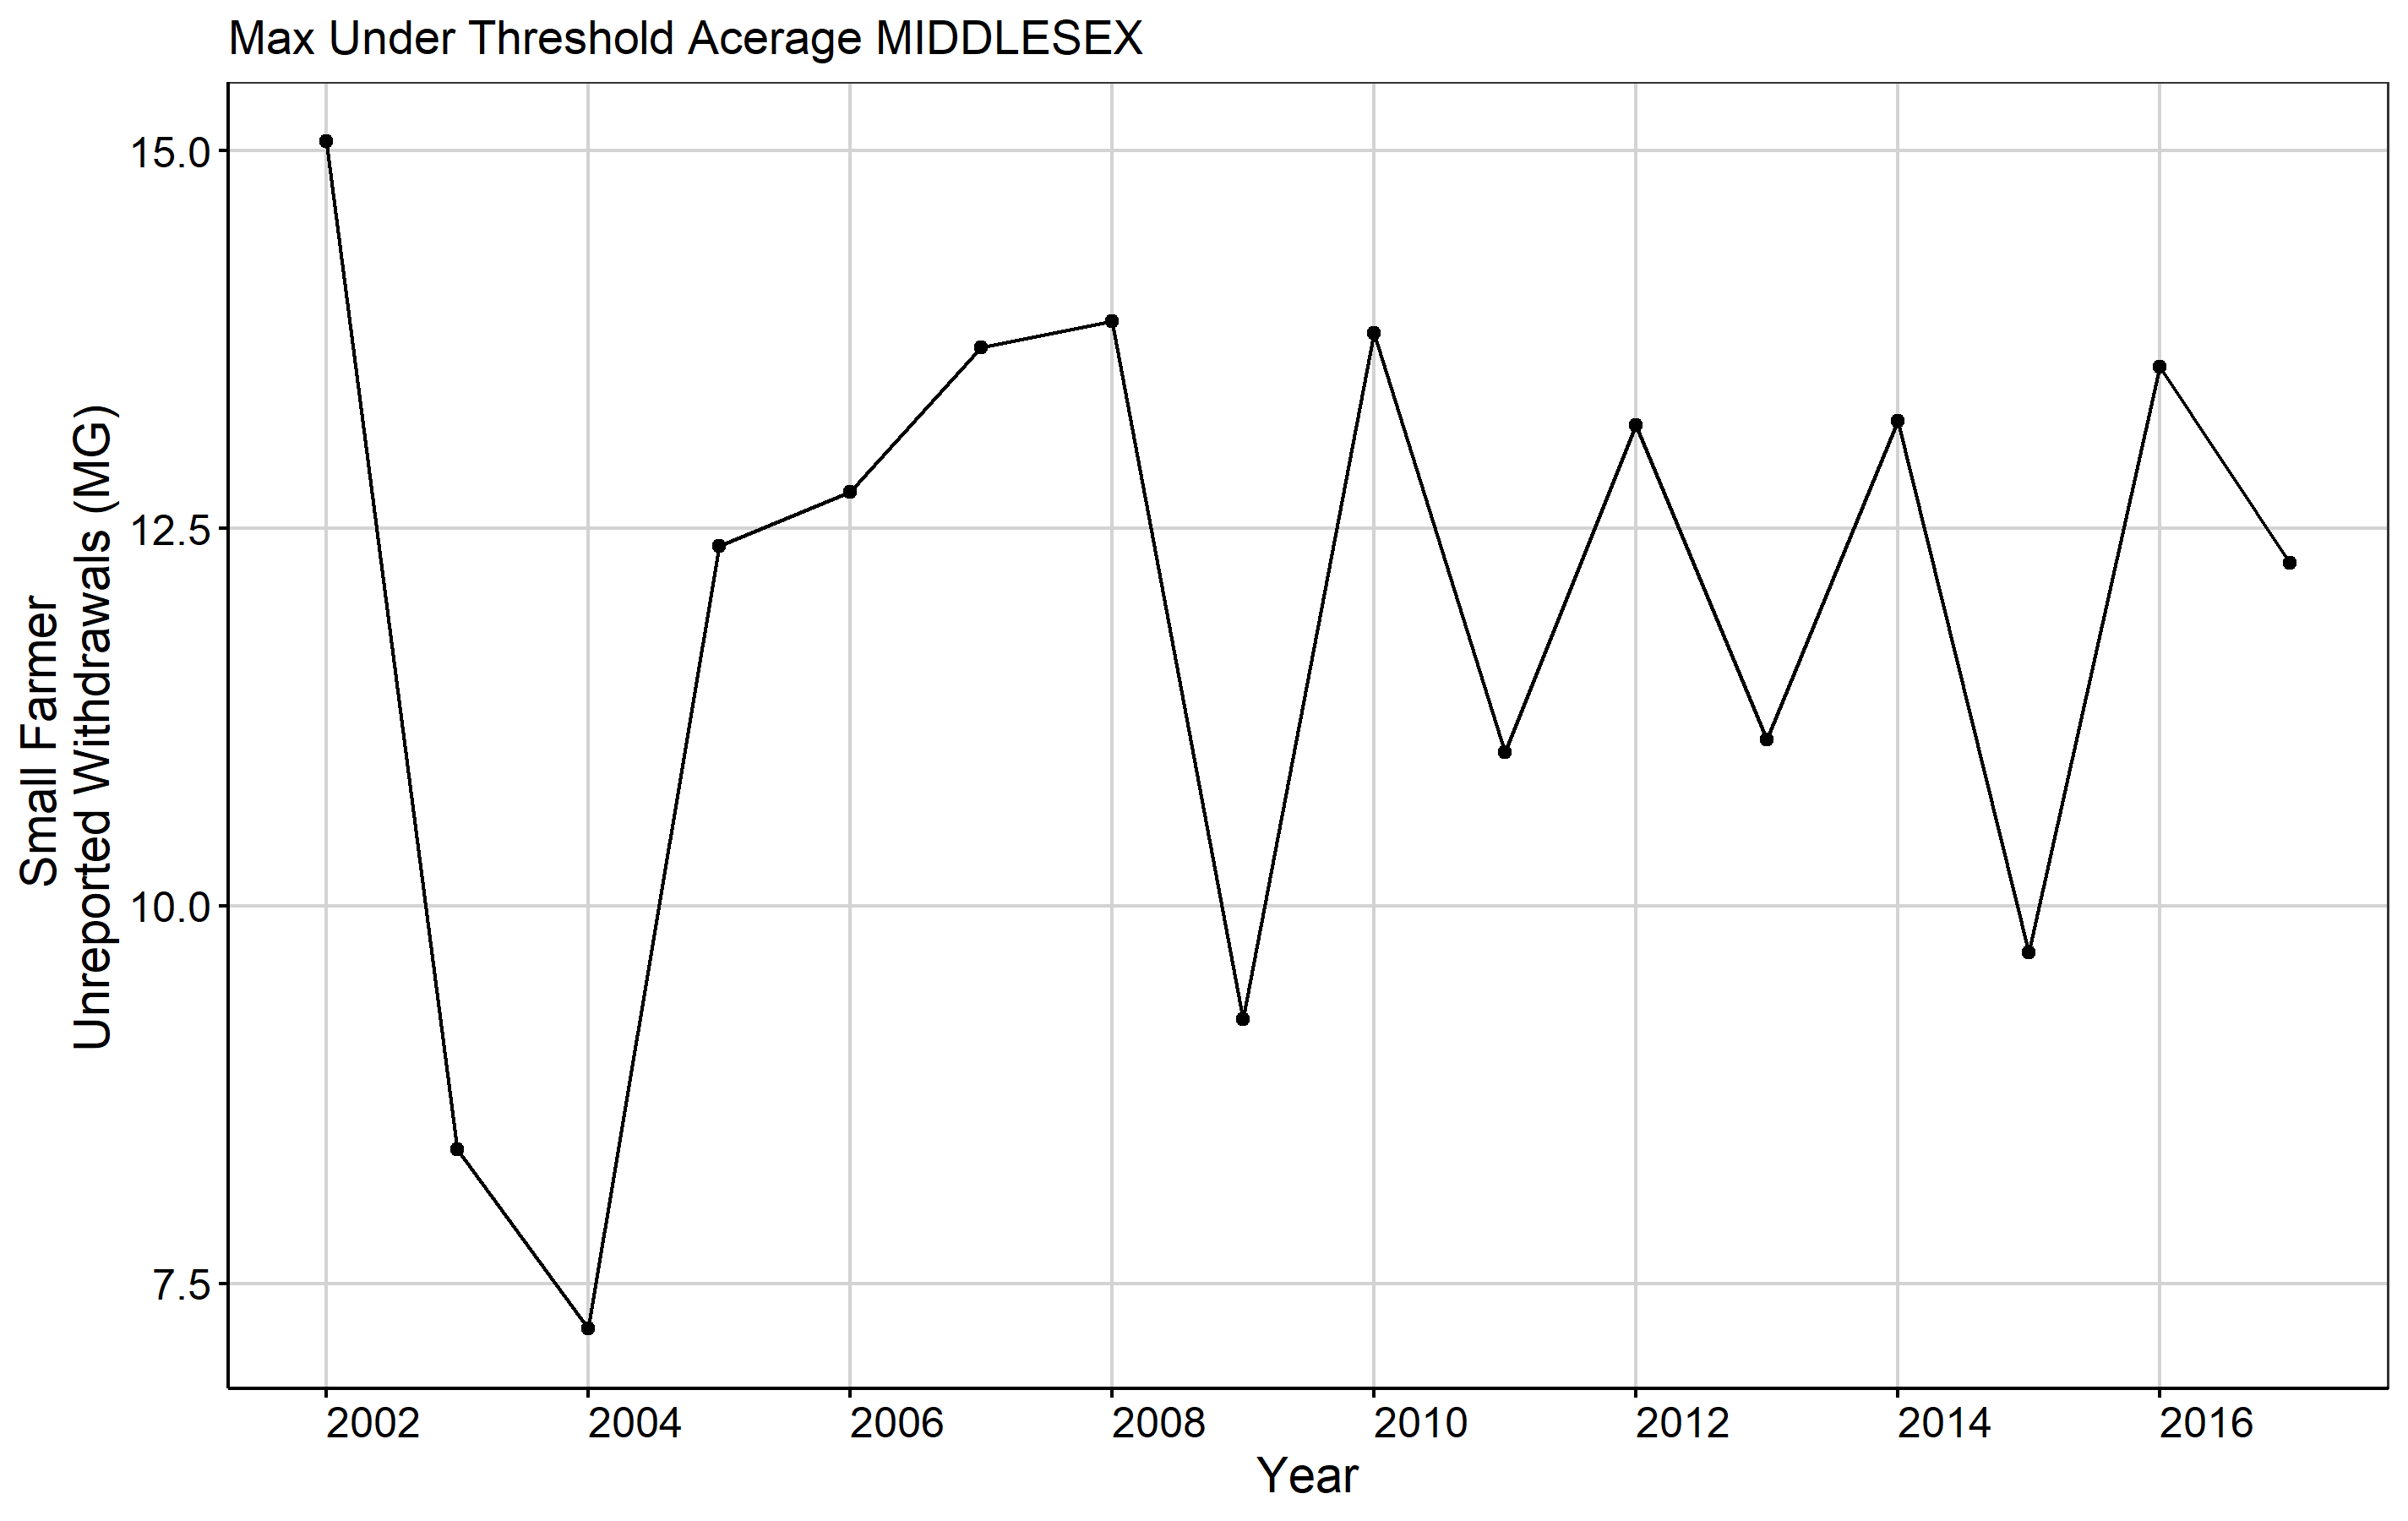 Max Under Threshold Acerage MIDDLESEX
Small Farmer
Unreported Withdrawals (MG)
15.0
12.5
10.0
7.5
2002 2004 2006 2008 2010 2012 2014 2016
Year